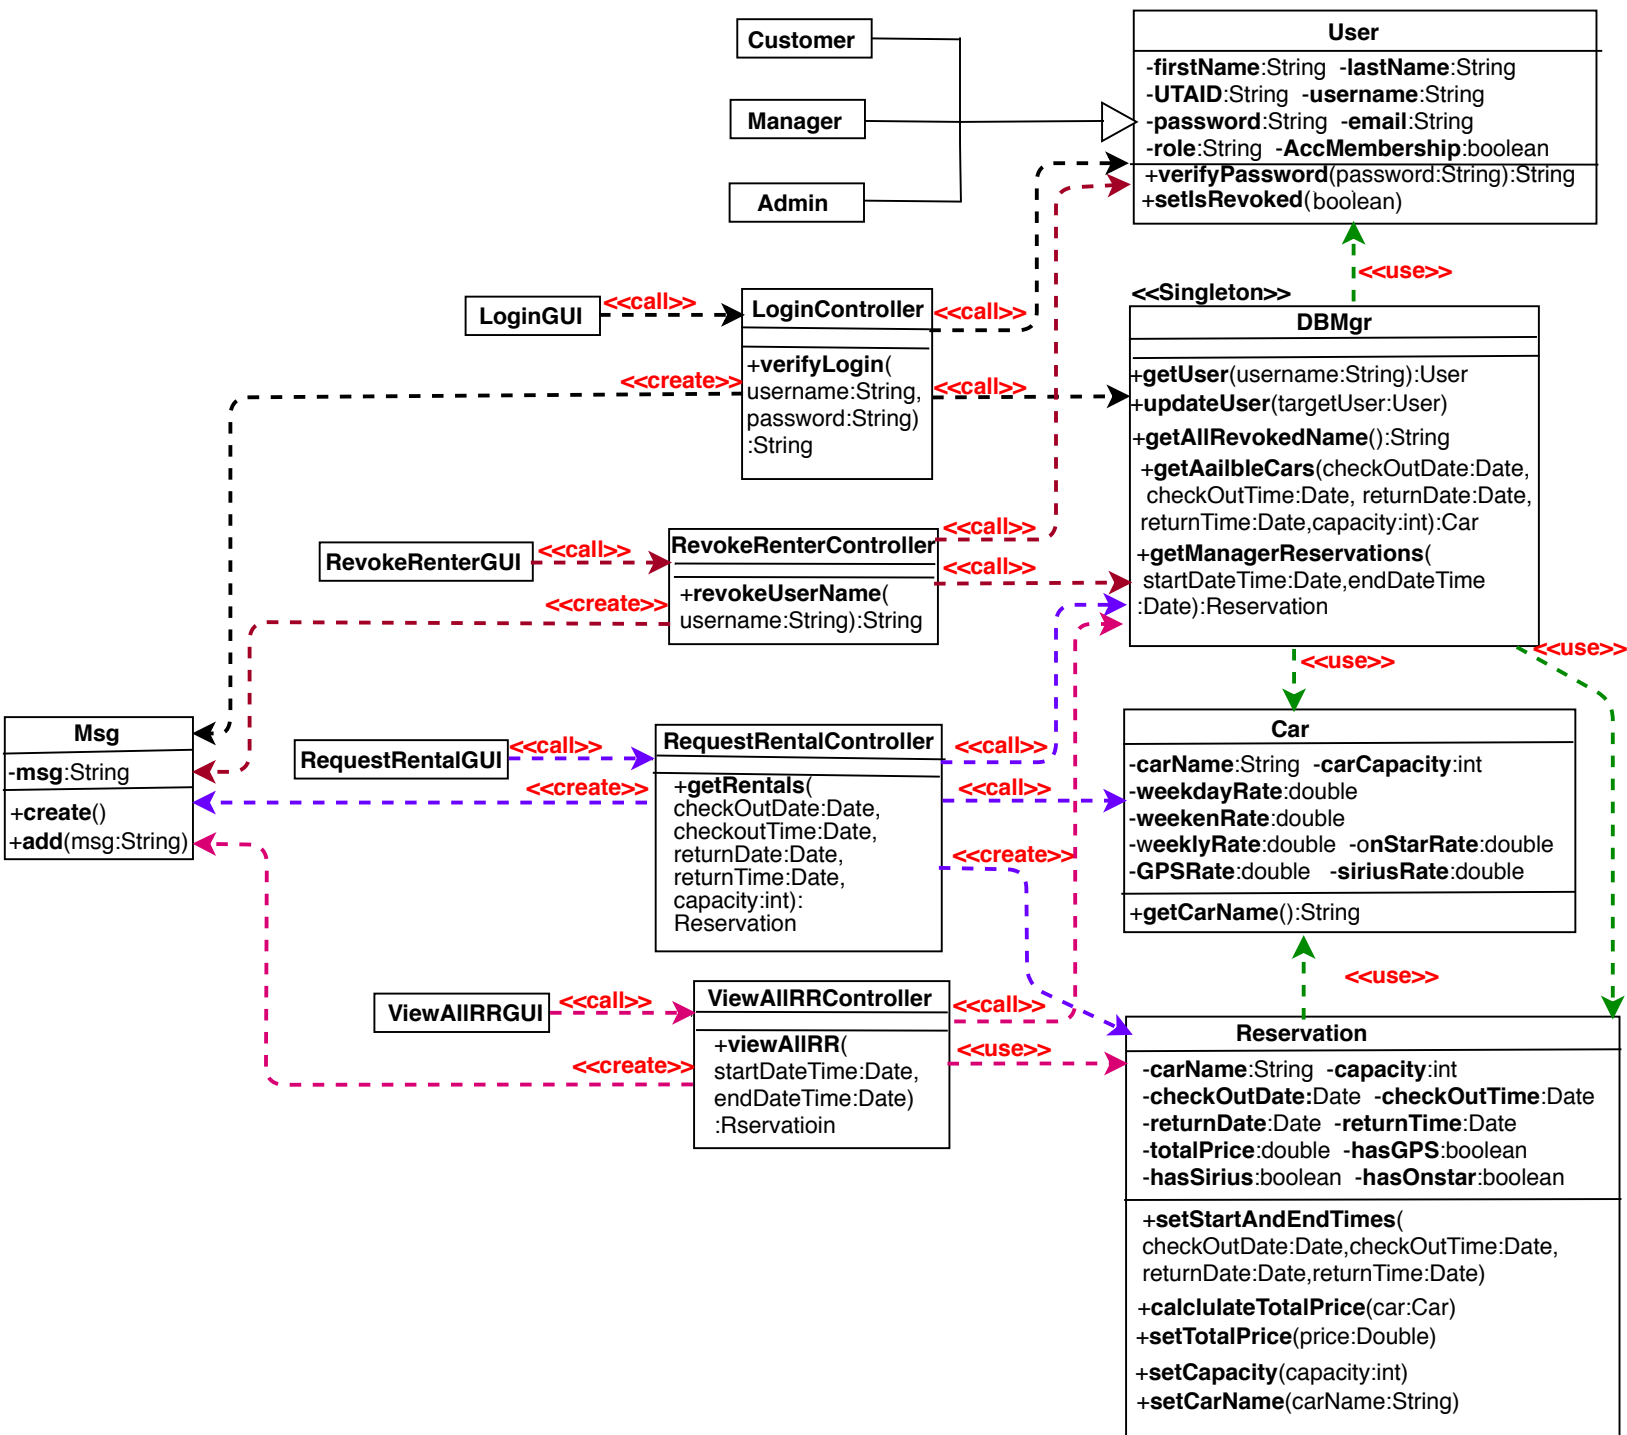 Customer
Manager
Admin
User
-firstName:String -lastName:String
-UTAID:String -username:String
-password:String -email:String
-role:String -AccMembership:boolean
+verifyPassword(password:String):String
+setIsRevoked(boolean)
<<use>>
LoginGUI
<<call>>
LoginController
+verifyLogin(
username:String,
password:String)
:String
<<call>>
<<create>>
<<call>>
<<Singleton>>
DBMgr
+getUser(username:String):User
+updateUser(targetUser:User)
+getAllRevokedName():String
+getAailbleCars(checkOutDate:Date,
checkOutTime:Date, returnDate:Date,
returnTime:Date,capacity:int):Car
+getManagerReservations(
startDateTime:Date,endDateTime
:Date):Reservation
RevokeRenterGUI
<<call>>
RevokeRenterController
+revokeUserName(
username:String):String
<<call>>
<<call>>
<<create>>
<<use>>
<<use>>
Msg
-msg:String
+create()
+add(msg:String)
RequestRentalGUI
<<call>>
<<create>>
RequestRentalController
+getRentals(
checkOutDate:Date,
checkoutTime:Date,
returnDate:Date,
returnTime:Date,
capacity:int):
Reservation
<<call>>
<<call>>
<<create>>
Car
-carName:String -carCapacity:int
-weekdayRate:double
-weekenRate:double
-weeklyRate:double -onStarRate:double
-GPSRate:double -siriusRate:double
+getCarName():String
<<use>>
ViewAllRRGUI
<<call>>
<<create>>
ViewAllRRController
+viewAllRR(
startDateTime:Date,
endDateTime:Date)
:Rservatioin
<<call>>
<<use>>
Reservation
-carName:String -capacity:int
-checkOutDate:Date -checkOutTime:Date
-returnDate:Date -returnTime:Date
-totalPrice:double -hasGPS:boolean
-hasSirius:boolean -hasOnstar:boolean
+setStartAndEndTimes(
checkOutDate:Date,checkOutTime:Date,
returnDate:Date,returnTime:Date)
+calclulateTotalPrice(car:Car)
+setTotalPrice(price:Double)
+setCapacity(capacity:int)
+setCarName(carName:String)